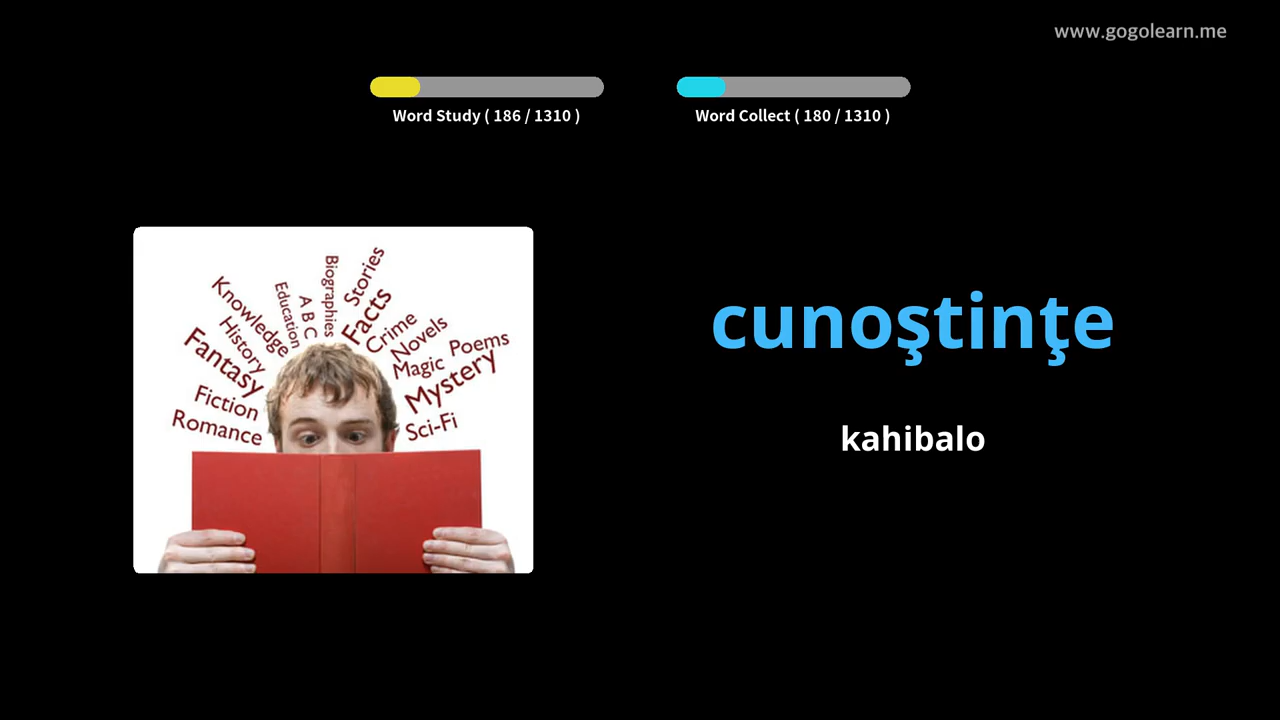 www.gogolearn.me
Word Study ( 186 / 1310 )
Word Collect ( 180 / 1310 )
Knowledge
Education
A B C
Biographies
Stories
Facts
Crime
Novels
Poems
Magic
Mystery
Sci-Fi
History
Fantasy
Fiction
Romance
cunoştinţe
kahibalo